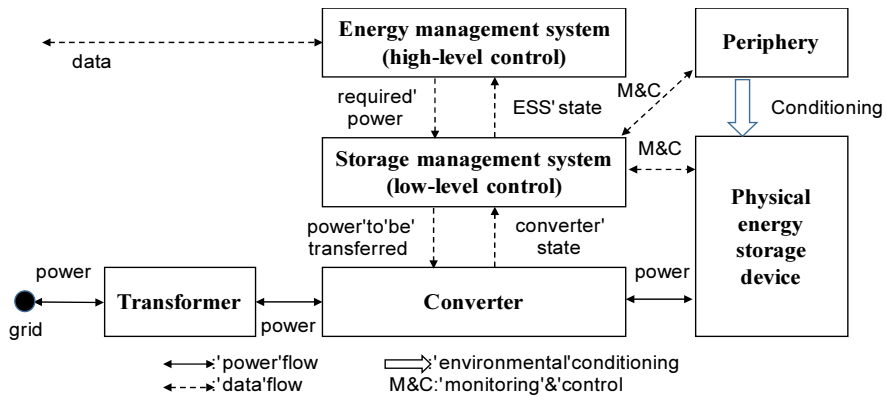 Energy management system
(high-level control)
Periphery
data
required'
power
ESS' state
M&C
Conditioning
Storage management system
(low-level control)
M&C
Physical
energy
storage
device
power'to'be'
transferred
converter'
state
power
Transformer
power
Converter
power
grid
:'power'flow
:'environmental'conditioning
:'data'flow
M&C:'monitoring'&'control